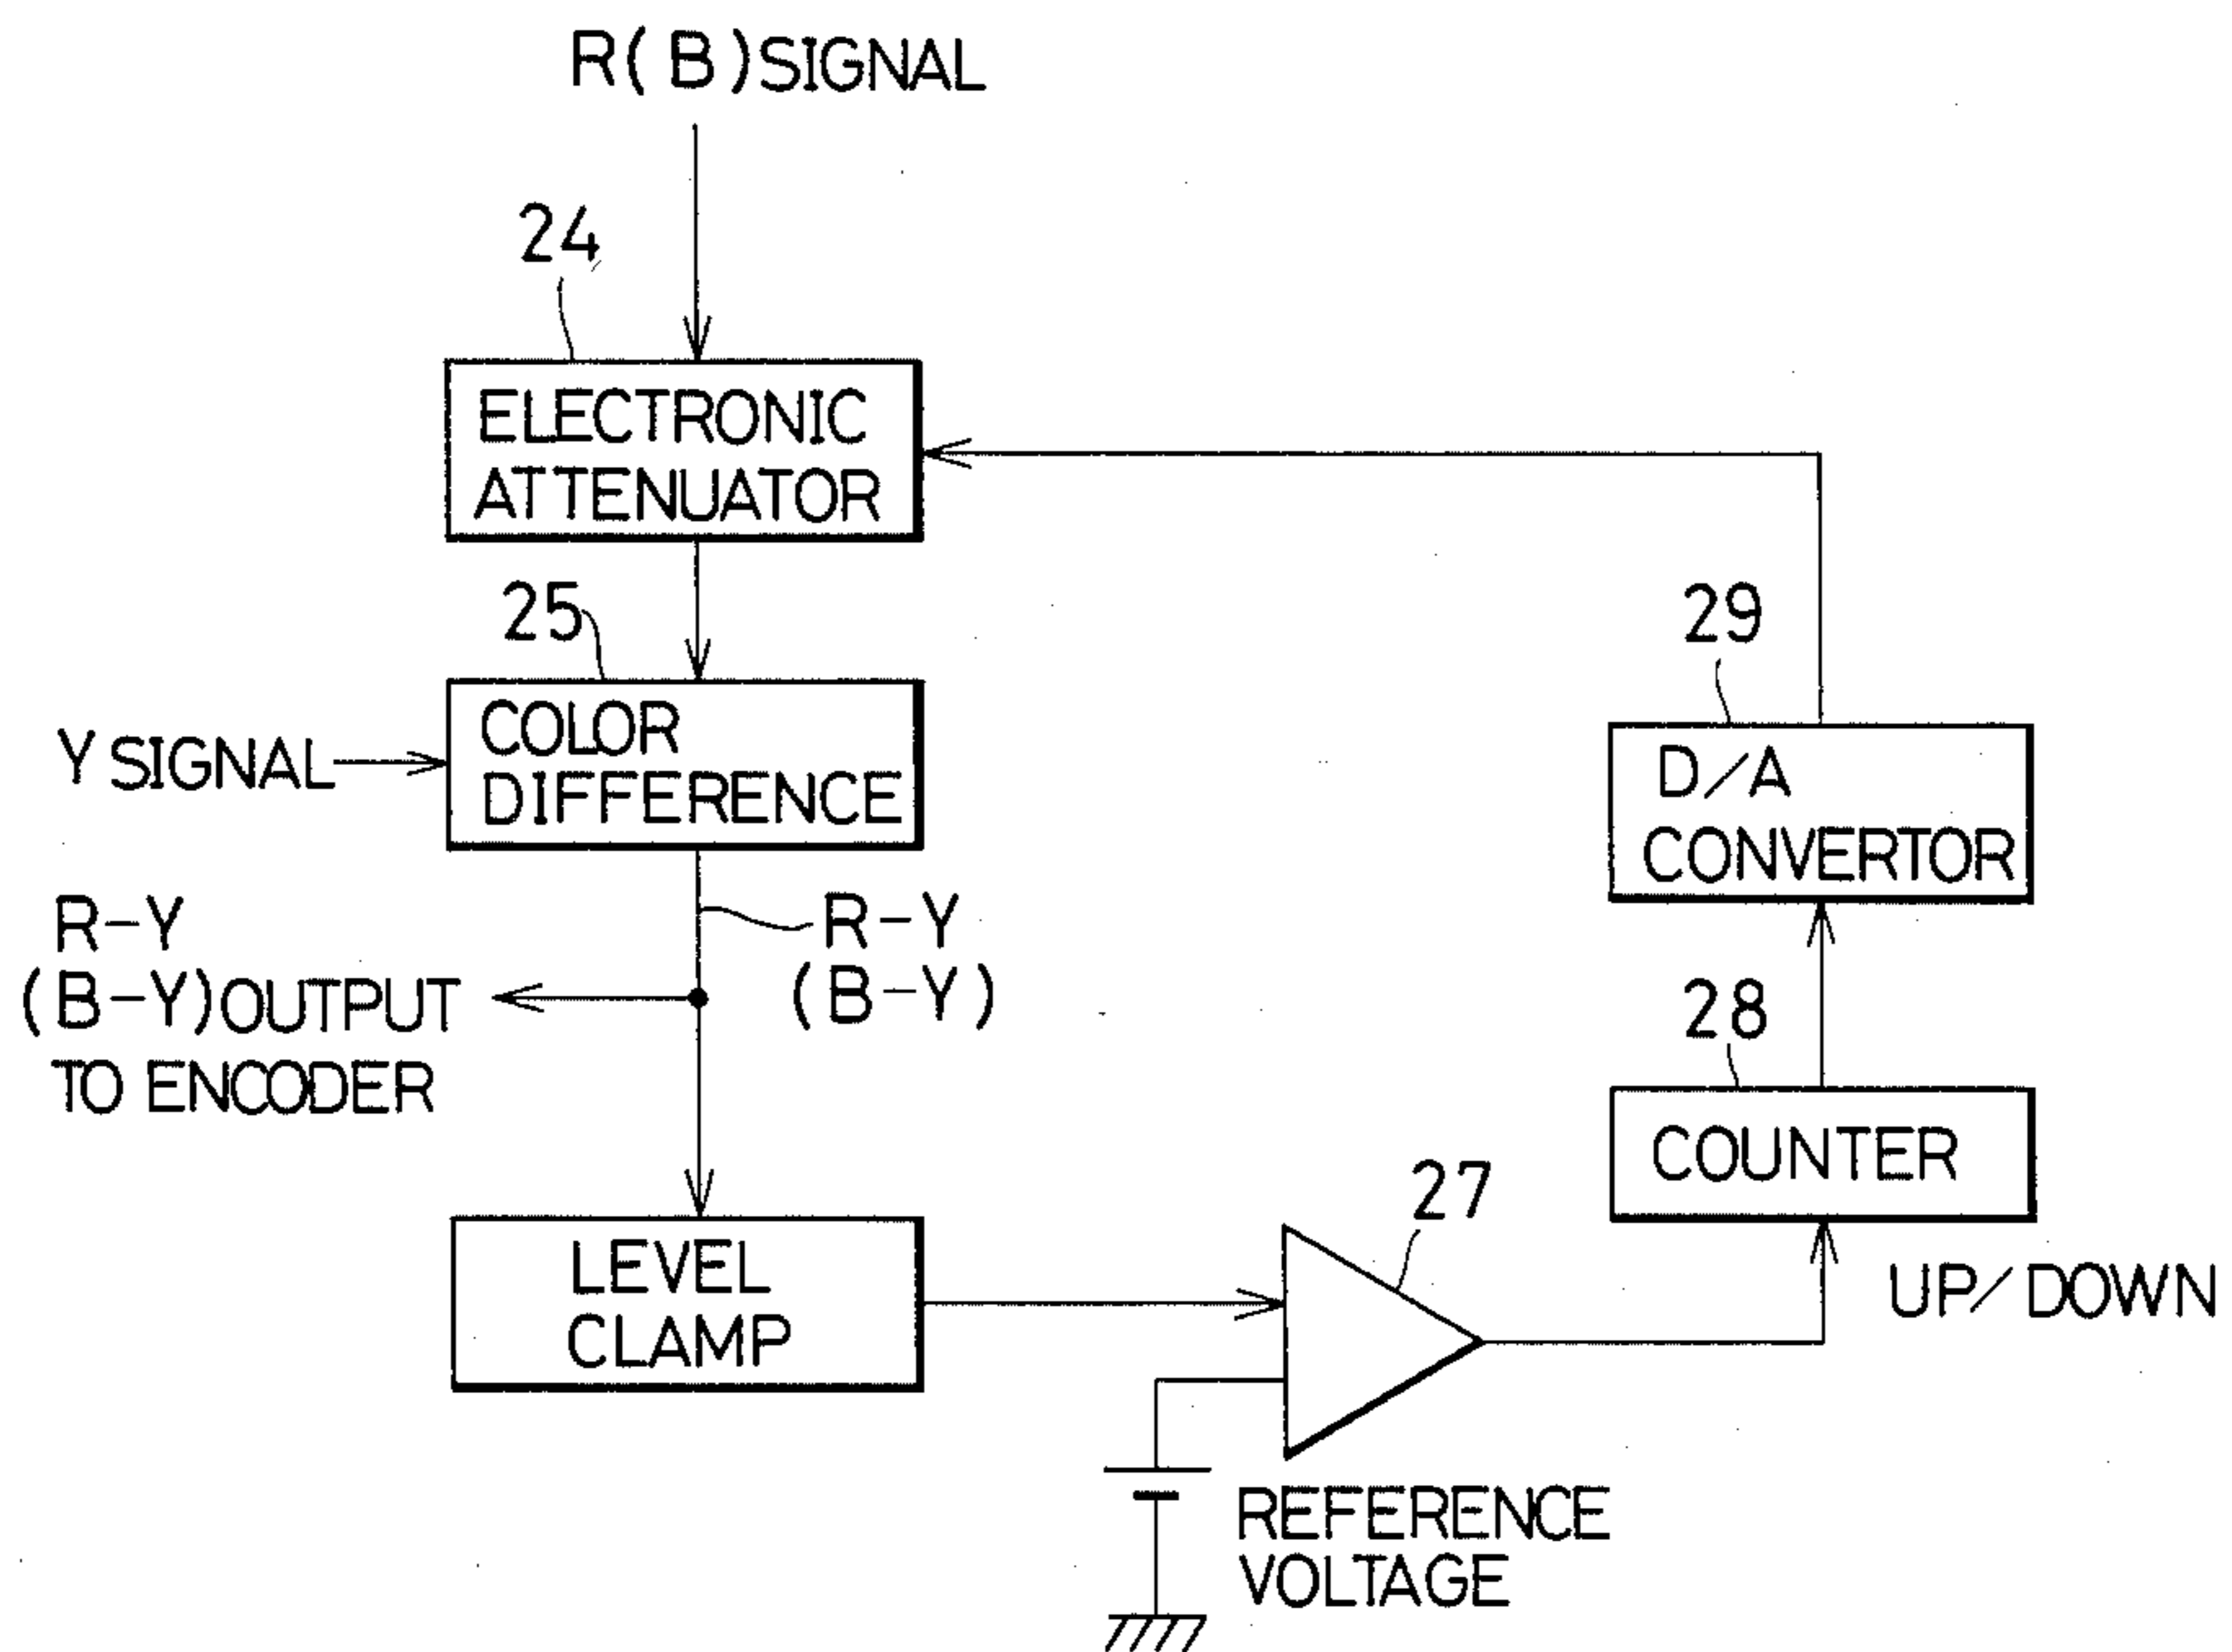 R(B)SIGNAL
24
ELECTRONIC
ATTENUATOR
25
29
Y SIGNAL
COLOR
DIFFERENCE
D/A
CONVERTOR
R-Y
(B-Y)OUTPUT
TO ENCODER
R-Y
(B-Y)
28
COUNTER
27
LEVEL
CLAMP
UP/DOWN
REFERENCE
VOLTAGE